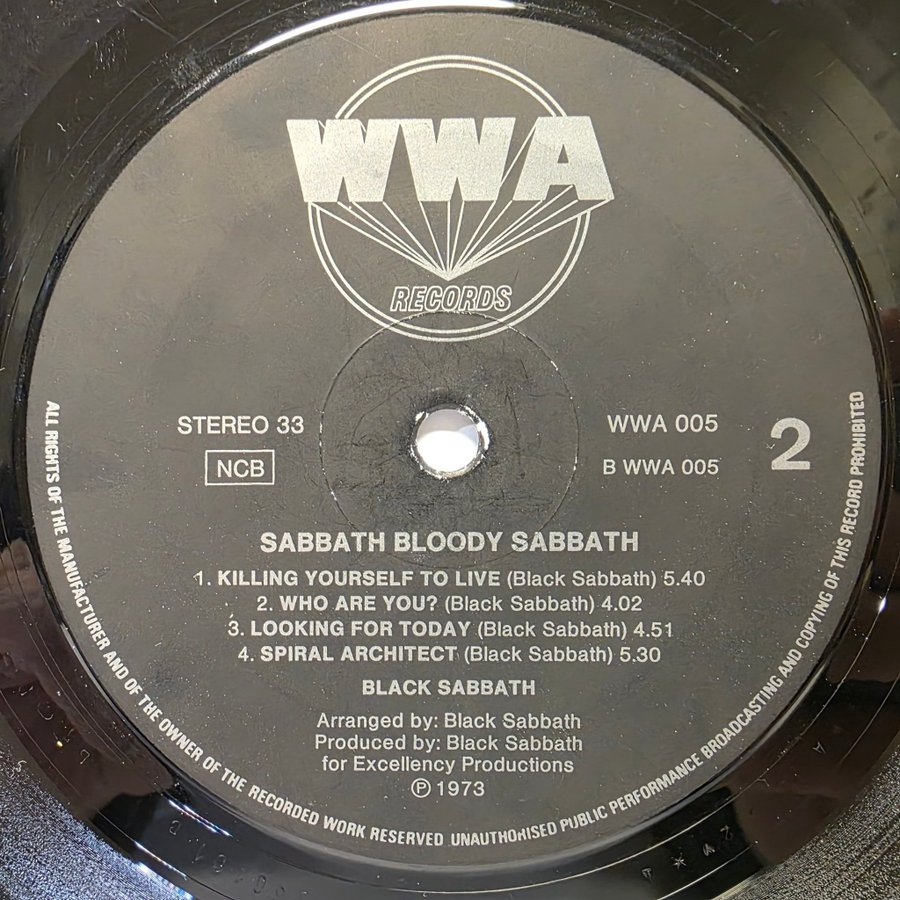 WWA
RECORDS
STEREO 33
NCB
WWA 005
B WWA 005
2
SABBATH BLOODY SABBATH
1. KILLING YOURSELF TO LIVE (Black Sabbath) 5.40
2. WHO ARE YOU? (Black Sabbath) 4.02
3. LOOKING FOR TODAY (Black Sabbath) 4.51
4. SPIRAL ARCHITECT (Black Sabbath) 5.30
BLACK SABBATH
Arranged by: Black Sabbath
Produced by: Black Sabbath
for Excellency Productions
Ⓟ 1973
ALL RIGHTS OF THE MANUFACTURER AND OF THE OWNER OF THE RECORDED WORK RESERVED UNAUTHORISED PUBLIC PERFORMANCE BROADCASTING AND COPYING OF THIS RECORD PROHIBITED